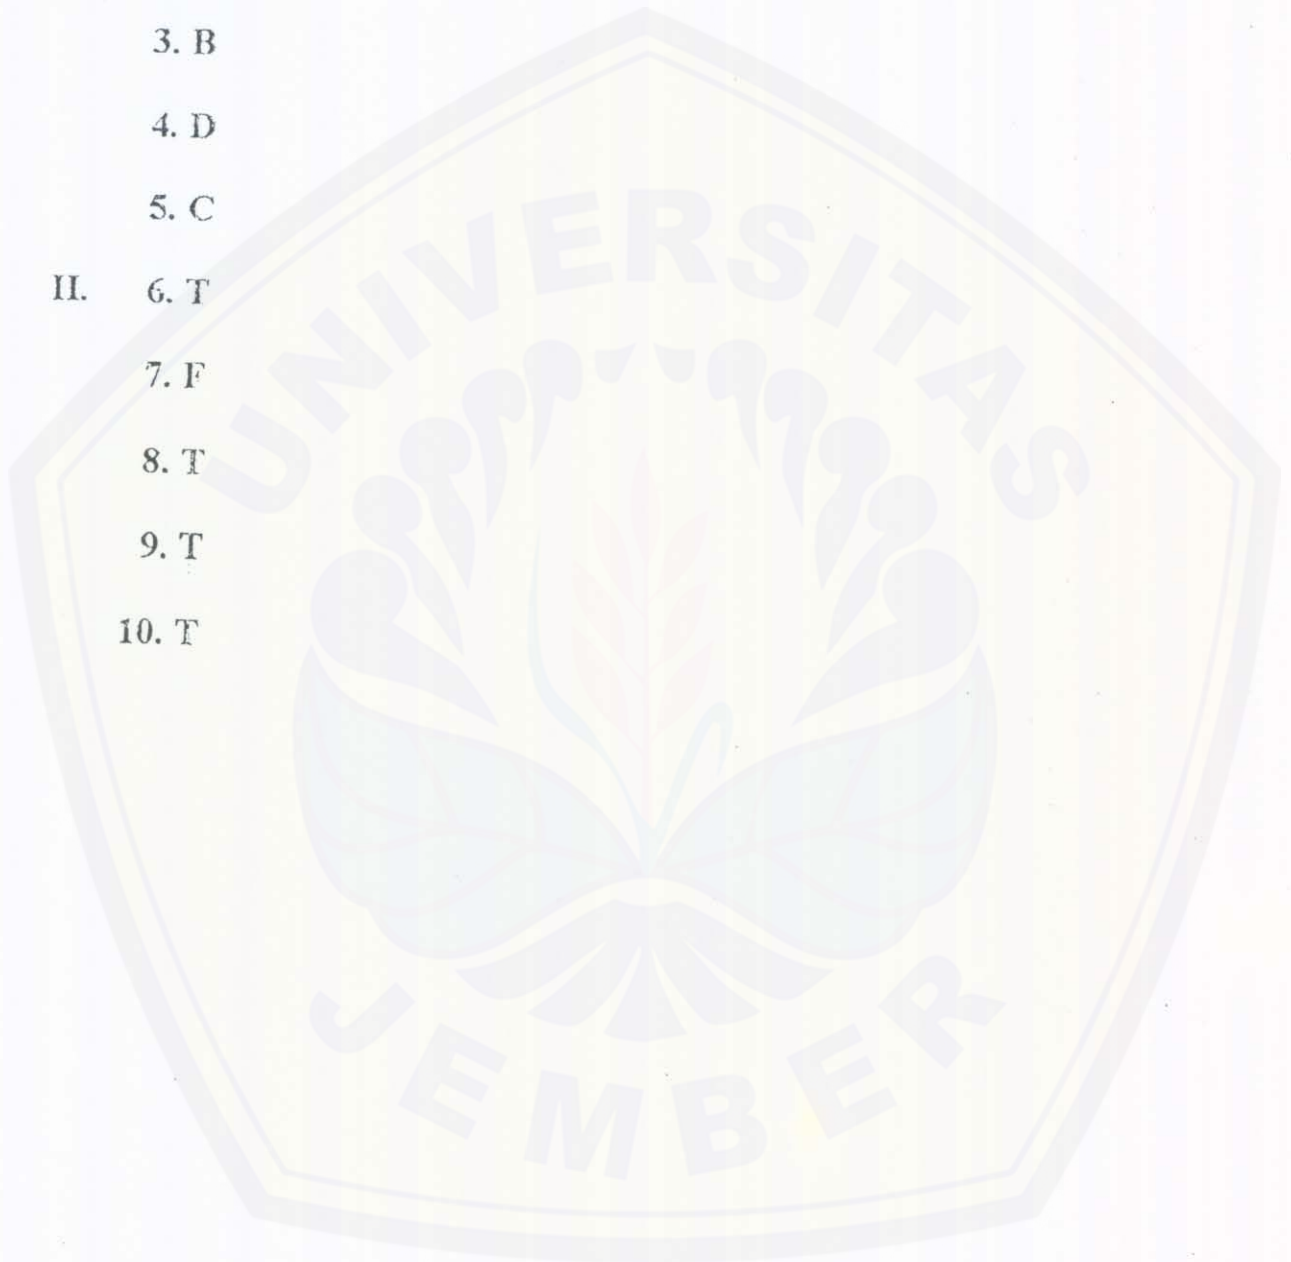 3. B
4. D
5. C
II. 6. T
7. F
8. T
9. T
10. T
UNIVERSITAS
JEMBER